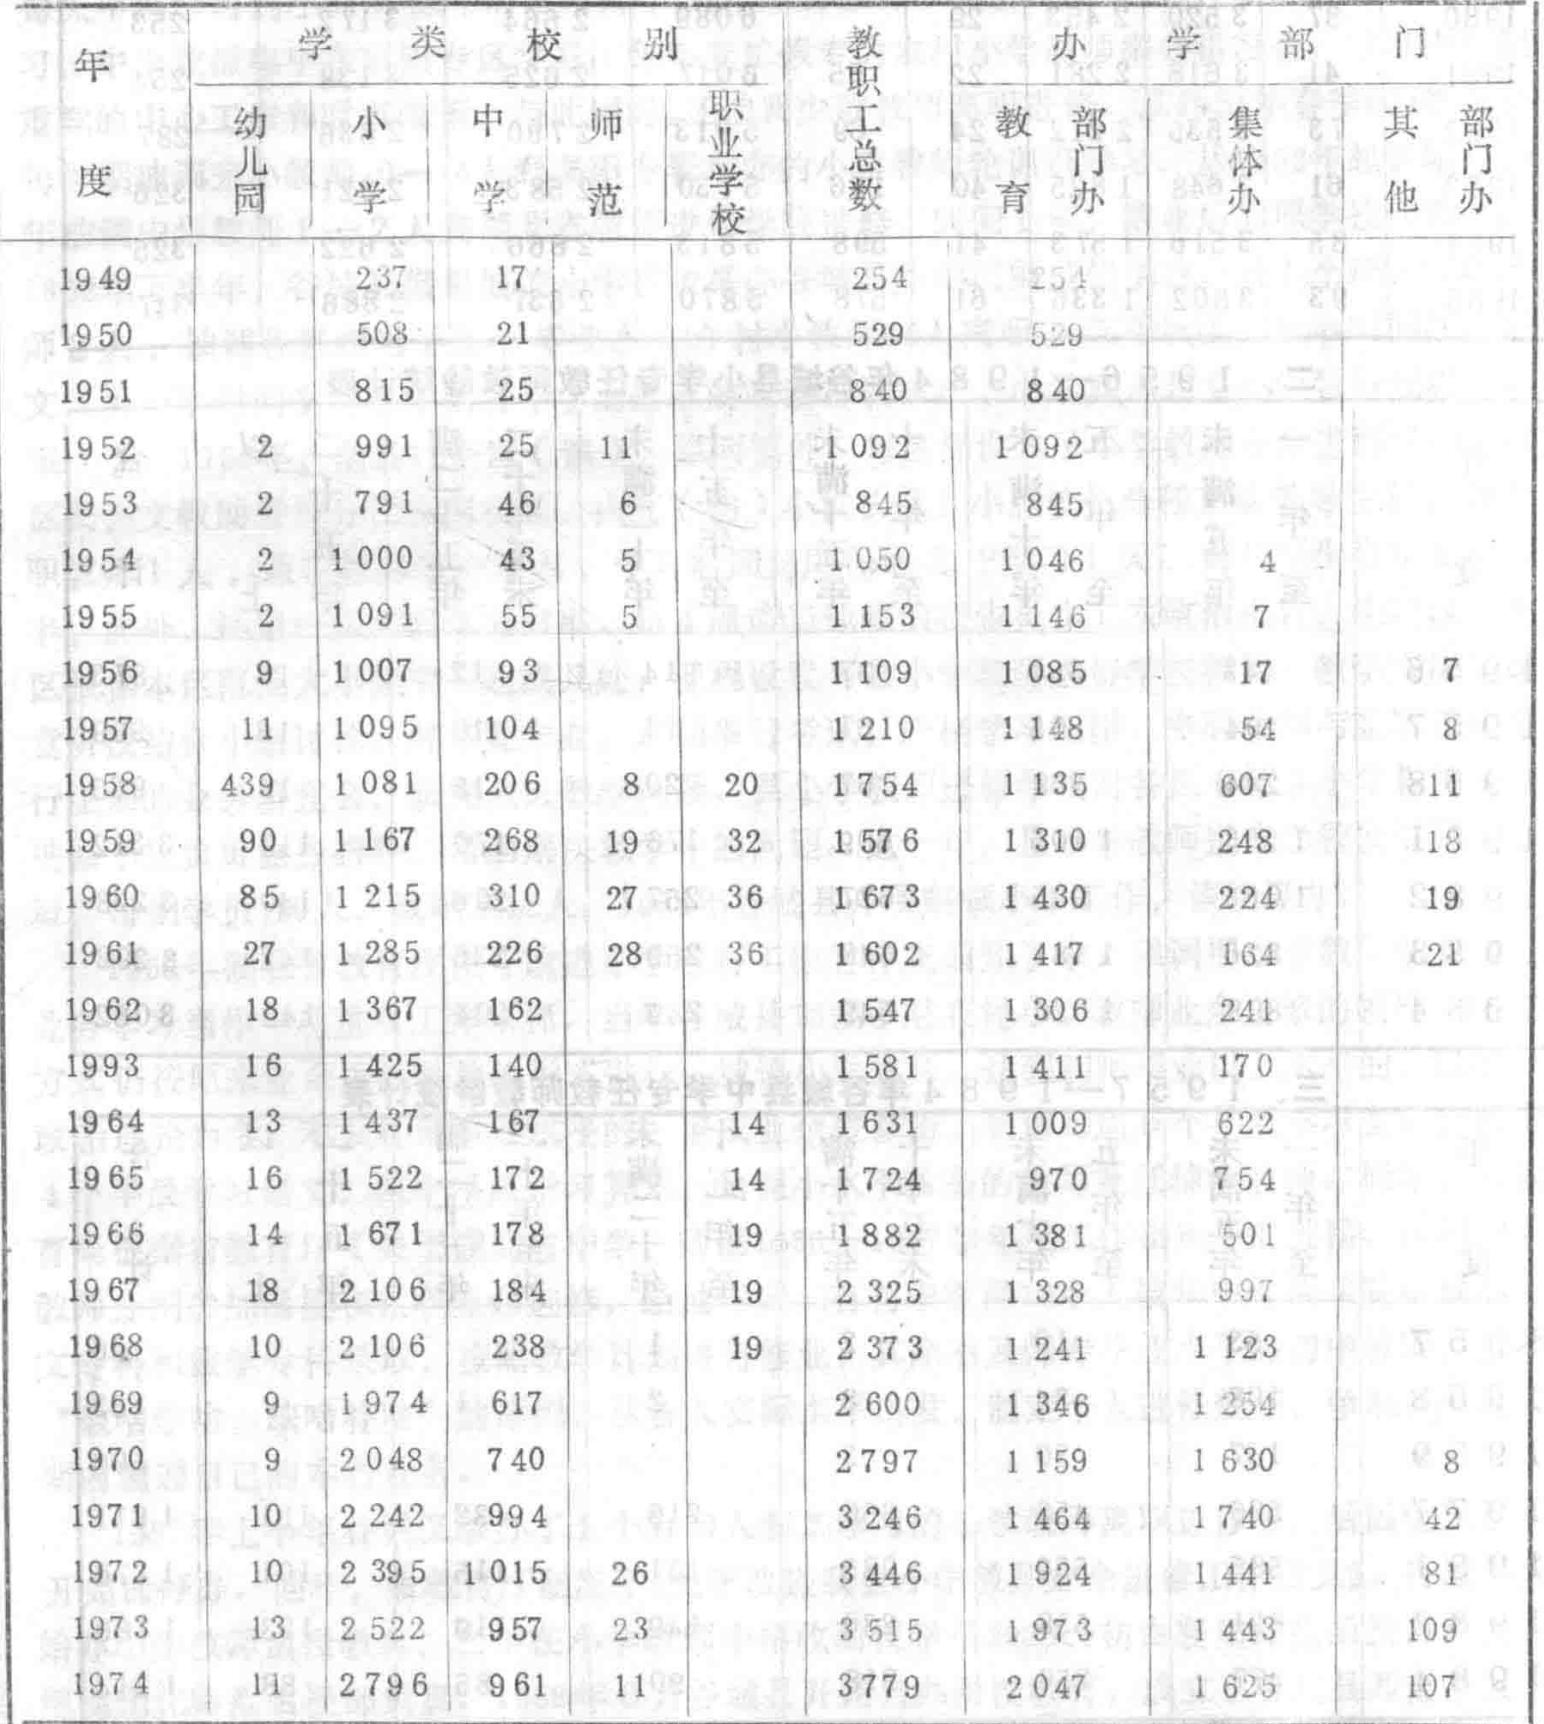 年度 学校类别 教职工总数 办学部门
幼儿园 小学 中学 师范 职业学校 教育部门办 集体办 其他部门办
1949 237 17 254 254
1950 508 21 529 529
1951 815 25 840 840
1952 2 991 25 11 1092 1092
1953 2 791 46 6 845 845
1954 2 1000 43 5 1050 1046 4
1955 2 1091 55 5 1153 1146 7
1956 9 1007 93 1109 1085 17 7
1957 11 1095 104 1210 1148 54 8
1958 439 1081 206 8 20 1754 1135 607 11
1959 90 1167 268 19 32 1576 1310 248 18
1960 85 1215 310 27 36 1673 1430 224 19
1961 27 1285 226 28 36 1602 1417 164 21
1962 18 1367 162 1547 1306 241
1993 16 1425 140 1581 1411 170
1964 13 1437 167 14 1631 1009 622
1965 16 1522 172 14 1724 970 754
1966 14 1671 178 19 1882 1381 501
1967 18 2106 184 19 2325 1328 997
1968 10 2106 238 19 2373 1241 1123
1969 9 1974 617 2600 1346 1254
1970 9 2048 740 2797 1159 1630 8
1971 10 2242 994 3246 1464 1740 42
1972 10 2395 1015 26 3446 1924 1441 81
1973 13 2522 957 23 3515 1973 1443 109
1974 11 2796 961 11 3779 2047 1625 107